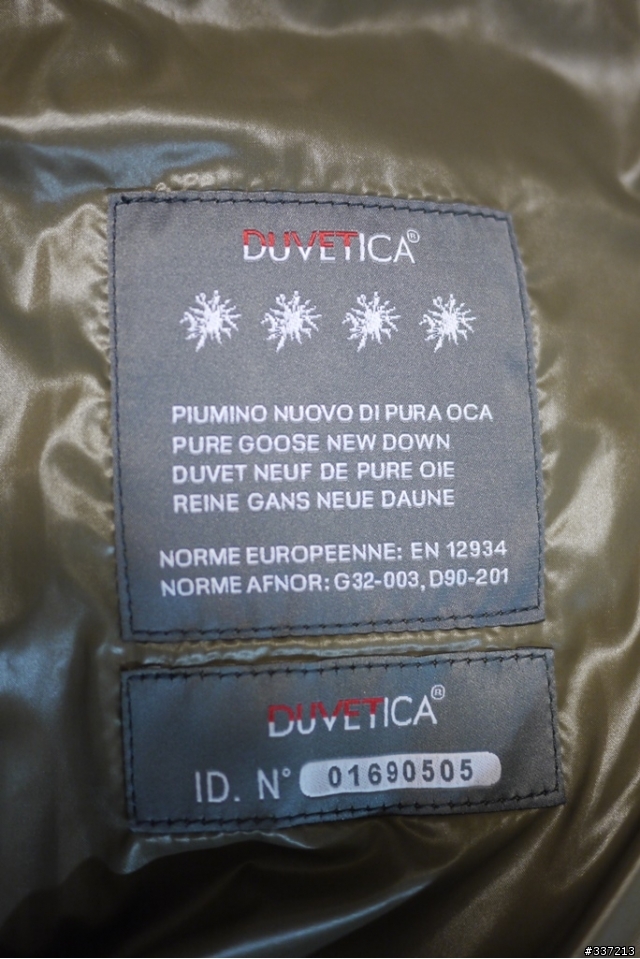 DUVETICA®
PIUMINO NUOVO DI PURA OCA
PURE GOOSE NEW DOWN
DUVET NEUF DE PURE OIE
REINE GANS NEUE DAUNE
NORME EUROPEENNE: EN 12934
NORME AFNOR: G32-003, D90-201
DUVETICA®
ID. N° 01690505
#337213